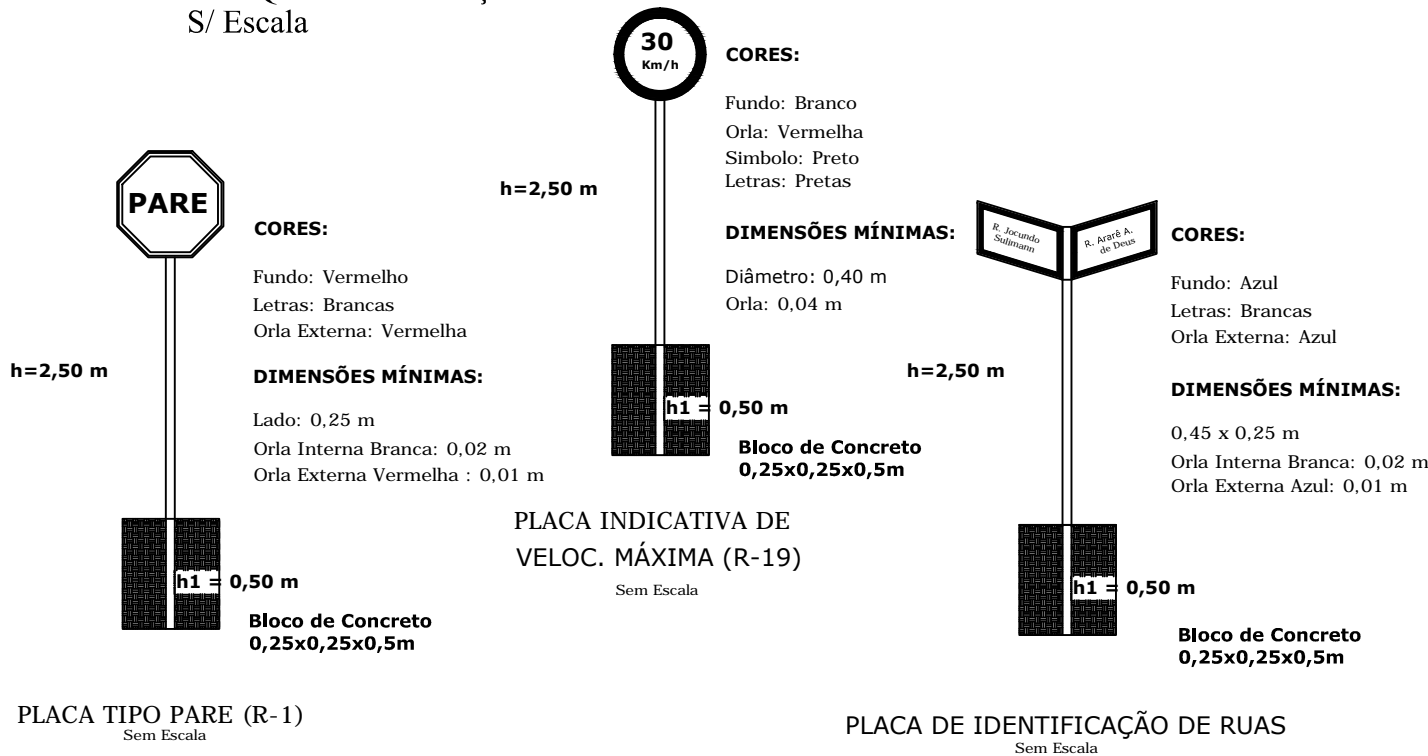 S/ Escala
PARE
h=2,50 m
CORES:
Fundo: Vermelho
Letras: Brancas
Orla Externa: Vermelha
DIMENSÕES MÍNIMAS:
Lado: 0,25 m
Orla Interna Branca: 0,02 m
Orla Externa Vermelha : 0,01 m
h1 = 0,50 m
Bloco de Concreto
0,25x0,25x0,5m
PLACA TIPO PARE (R-1)
Sem Escala
30
Km/h
h=2,50 m
CORES:
Fundo: Branco
Orla: Vermelha
Simbolo: Preto
Letras: Pretas
DIMENSÕES MÍNIMAS:
Diâmetro: 0,40 m
Orla: 0,04 m
h1 = 0,50 m
Bloco de Concreto
0,25x0,25x0,5m
PLACA INDICATIVA DE
VELOC. MÁXIMA (R-19)
Sem Escala
R. Jocundo
Sulimann
R. Ararê A.
de Deus
h=2,50 m
CORES:
Fundo: Azul
Letras: Brancas
Orla Externa: Azul
DIMENSÕES MÍNIMAS:
0,45 x 0,25 m
Orla Interna Branca: 0,02 m
Orla Externa Azul: 0,01 m
h1 = 0,50 m
Bloco de Concreto
0,25x0,25x0,5m
PLACA DE IDENTIFICAÇÃO DE RUAS
Sem Escala